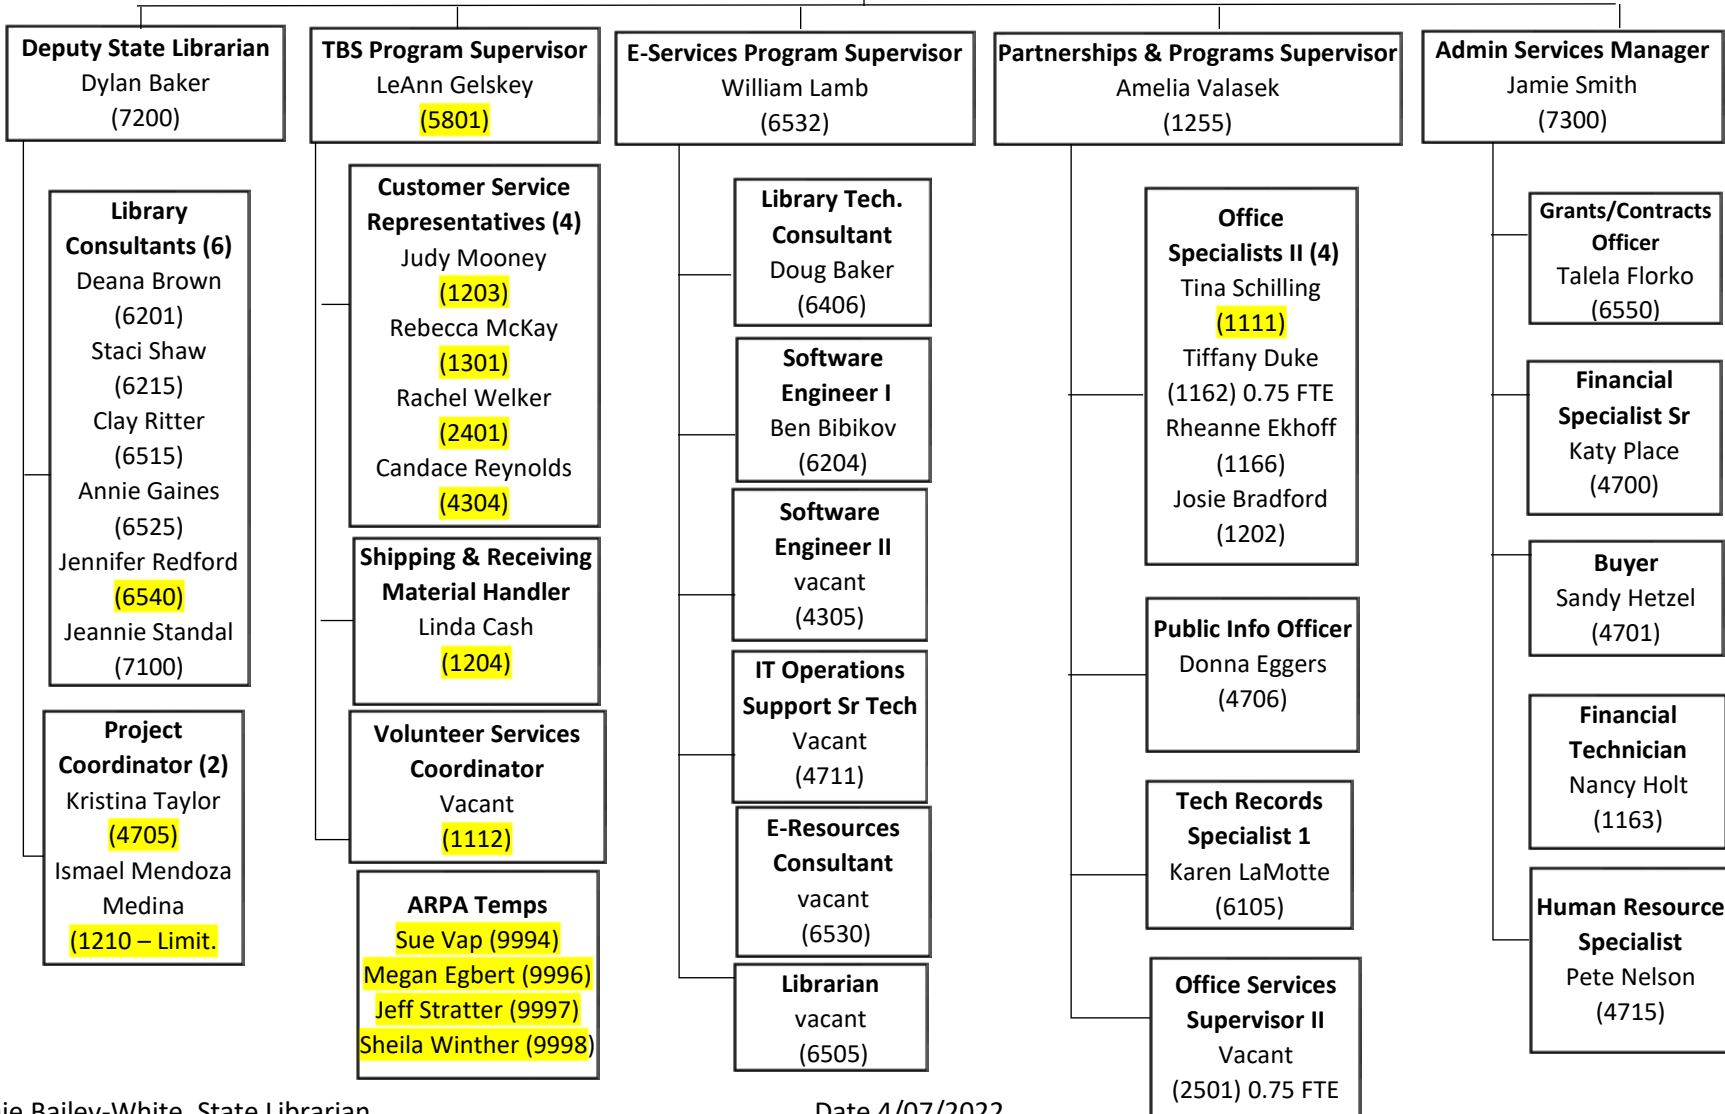 Deputy State Librarian
Dylan Baker
(7200)
TBS Program Supervisor
LeAnn Gelskey
(5801)
E-Services Program Supervisor
William Lamb
(6532)
Partnerships & Programs Supervisor
Amelia Valasek
(1255)
Admin Services Manager
Jamie Smith
(7300)
Library
Consultants (6)
Deana Brown
(6201)
Staci Shaw
(6215)
Clay Ritter
(6515)
Annie Gaines
(6525)
Jennifer Redford
(6540)
Jeannie Standal
(7100)
Project
Coordinator (2)
Kristina Taylor
(4705)
Ismael Mendoza
Medina
(1210 – Limit.
Customer Service
Representatives (4)
Judy Mooney
(1203)
Rebecca McKay
(1301)
Rachel Welker
(2401)
Candace Reynolds
(4304)
Shipping & Receiving
Material Handler
Linda Cash
(1204)
Volunteer Services
Coordinator
Vacant
(1112)
ARPA Temps
Sue Vap (9994)
Megan Egbert (9996)
Jeff Stratter (9997)
Sheila Winther (9998)
Library Tech.
Consultant
Doug Baker
(6406)
Software
Engineer I
Ben Bibikov
(6204)
Software
Engineer II
vacant
(4305)
IT Operations
Support Sr Tech
Vacant
(4711)
E-Resources
Consultant
vacant
(6530)
Librarian
vacant
(6505)
Office
Specialists II (4)
Tina Schilling
(1111)
Tiffany Duke
(1162) 0.75 FTE
Rheanne Ekhoff
(1166)
Josie Bradford
(1202)
Public Info Officer
Donna Eggers
(4706)
Tech Records
Specialist 1
Karen LaMotte
(6105)
Office Services
Supervisor II
Vacant
(2501) 0.75 FTE
Grants/Contracts
Officer
Talela Florko
(6550)
Financial
Specialist Sr
Katy Place
(4700)
Buyer
Sandy Hetzel
(4701)
Financial
Technician
Nancy Holt
(1163)
Human Resource
Specialist
Pete Nelson
(4715)
ie Bailey-White, State Librarian
Date 4/07/2022